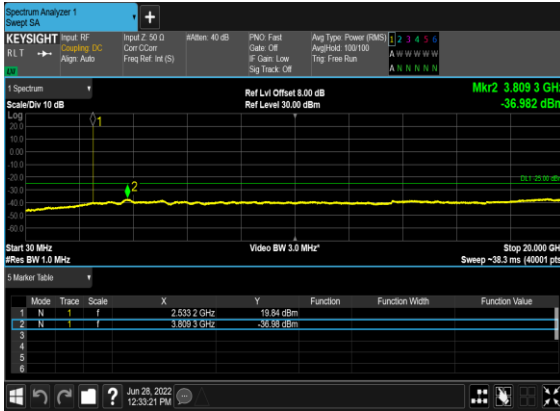 Spectrum Analyzer 1
Swept SA
+
KEYSIGHT Input: RF Input Z: 50 Ω #Atten: 40 dB PNO: Fast Avg Type: Power (RMS) 1 2 3 4 5 6
RLT Coupling: DC Corr CCorr Gate: Off Avg|Hold: 100/100 A W W W W W
Align: Auto Freq Ref: Int (S) IF Gain: Low Trig: Free Run
Sig Track: Off A N N N N N
1 Spectrum Ref Lvl Offset 8.00 dB Mkr2 3.809 3 GHz
Scale/Div 10 dB Ref Level 30.00 dBm -36.982 dBm
Log
20.0
10.0
0.00
-10.0
-20.0
-30.0
-40.0
-50.0
-60.0
1
2
DL1 -25.00 dBm
Start 30 MHz Video BW 3.0 MHz* Stop 20.000 GHz
#Res BW 1.0 MHz Sweep ~38.3 ms (40001 pts)
5 Marker Table
Mode Trace Scale X Y Function Function Width Function Value
1 N 1 f 2.533 2 GHz 19.84 dBm
2 N 1 f 3.809 3 GHz -36.98 dBm
3
4
5
6
? Jun 28, 2022
12:33:21 PM